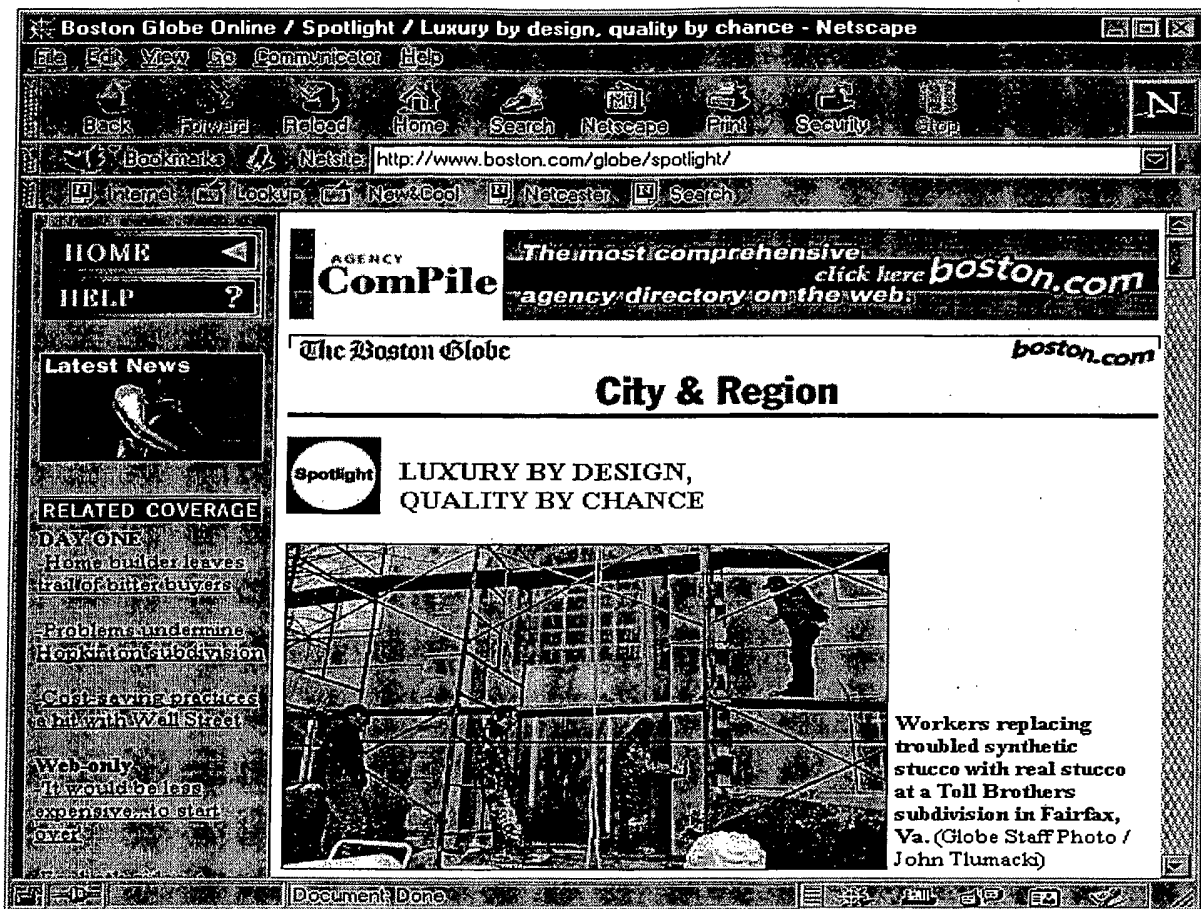 Boston Globe Online / Spotlight / Luxury by design, quality by chance - Netscape
File Edit View Go Communicator Help
Back Forward Reload Home Search Netscape Print Security Stop
N
Bookmarks Netsite: http://www.boston.com/globe/spotlight/
Internet Lookup New&Cool Netcaster Search
HOME
HELP ?
Latest News
RELATED COVERAGE
DAY ONE
-Home builder leaves
trail of bitter buyers
-Problems undermine
Hopkinton subdivision
-Cost-saving practices
a hit with Wall Street
Web-only
-'It would be less
expensive...to start
over'
AGENCY
ComPile
The most comprehensive
click here boston.com
agency directory on the web.
The Boston Globe
boston.com
City & Region
Spotlight
LUXURY BY DESIGN,
QUALITY BY CHANCE
Workers replacing
troubled synthetic
stucco with real stucco
at a Toll Brothers
subdivision in Fairfax,
Va. (Globe Staff Photo /
John Tlumacki)
Document: Done